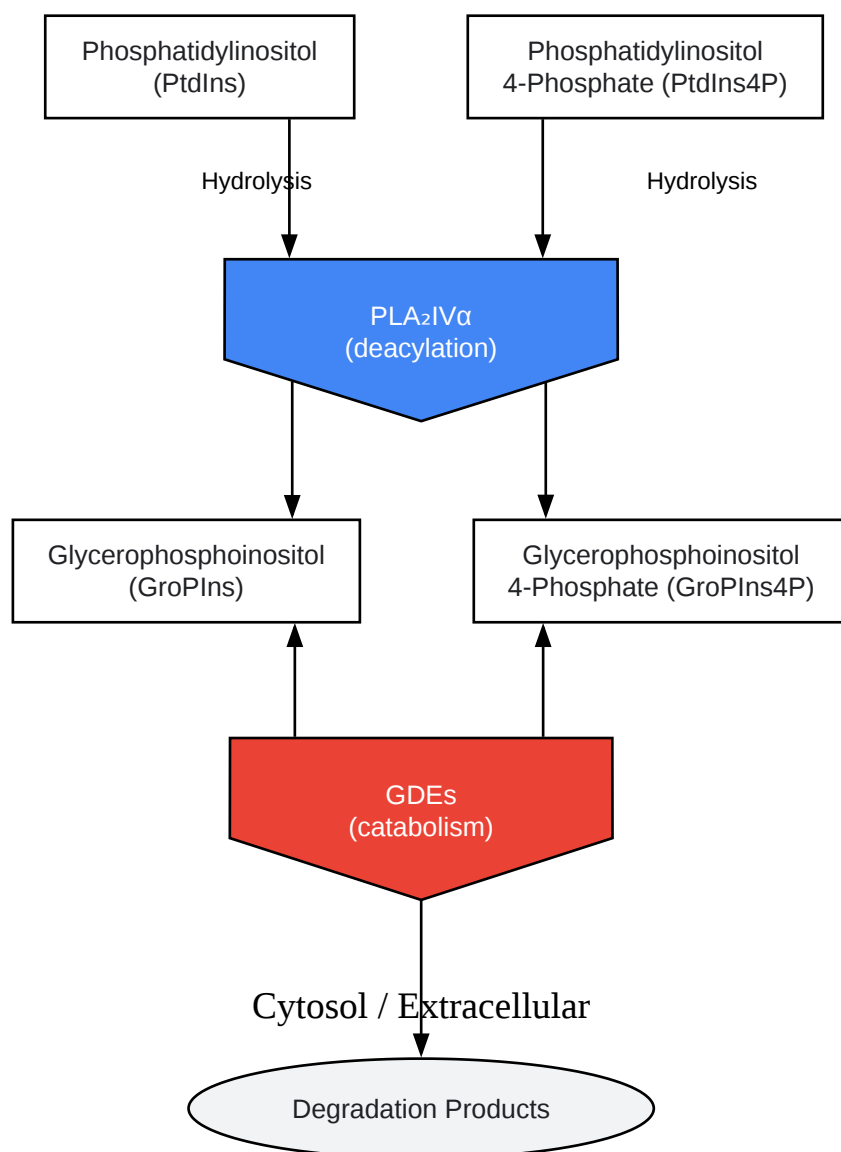 Phosphatidylinositol
(PtdIns)
Phosphatidylinositol
4-Phosphate (PtdIns4P)
Hydrolysis
Hydrolysis
PLA₂IVα
(deacylation)
Glycerophosphoinositol
(GroPIns)
Glycerophosphoinositol
4-Phosphate (GroPIns4P)
GDEs
(catabolism)
Cytosol / Extracellular
Degradation Products